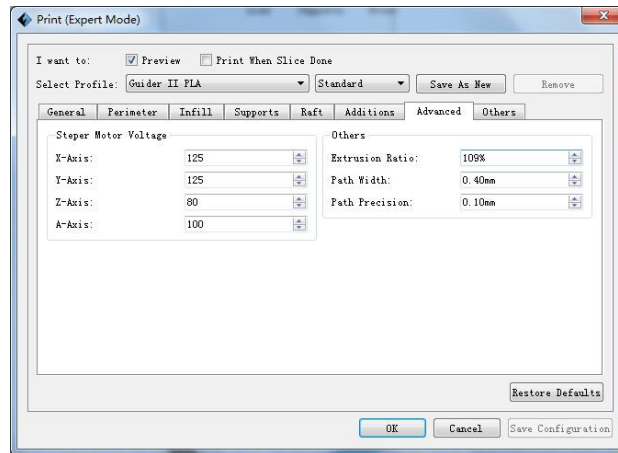 Print (Expert Mode)
I want to: Preview Print When Slice Done
Select Profile: Guider II PLA Standard Save As New Remove
General Perimeter Infill Supports Raft Additions Advanced Others
Steper Motor Voltage Others
X-Axis: 125 Extrusion Ratio: 109%
Y-Axis: 125 Path Width: 0.40mm
Z-Axis: 80 Path Precision: 0.10mm
A-Axis: 100
Restore Defaults
OK Cancel Save Configuration